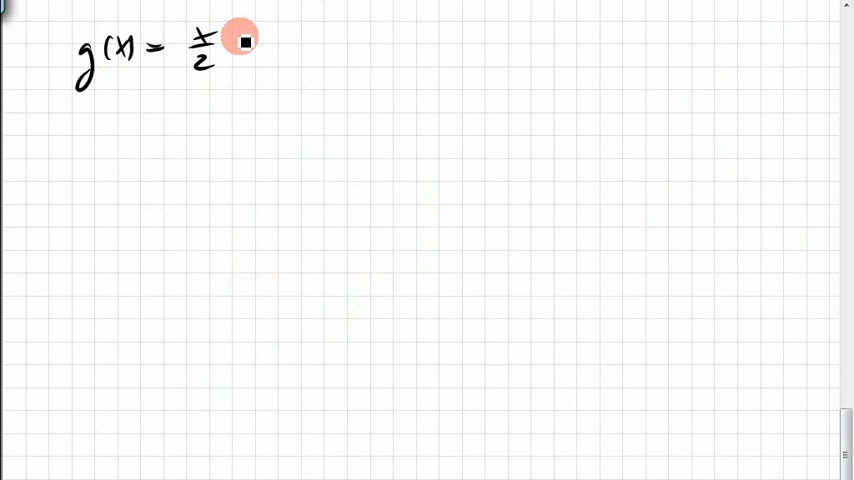 g(x) = x/2